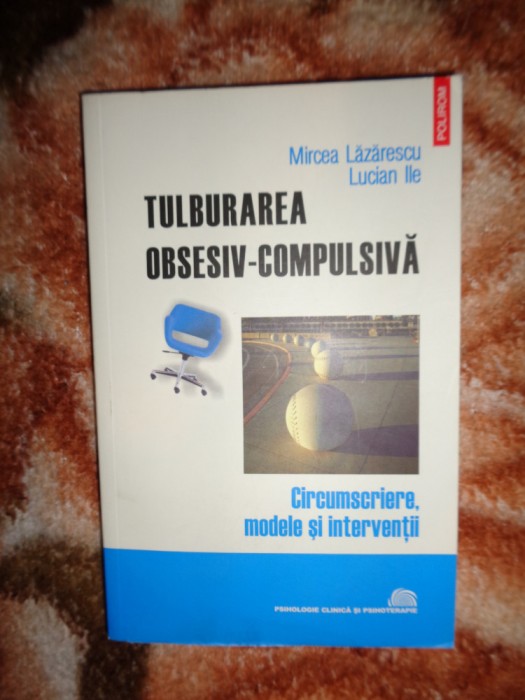 POLIROM
Mircea Lăzărescu
Lucian Ile
TULBURAREA
OBSESIV-COMPULSIVĂ
Circumscriere,
modele și intervenții
PSIHOLOGIE CLINICĂ ȘI PSIHOTERAPIE